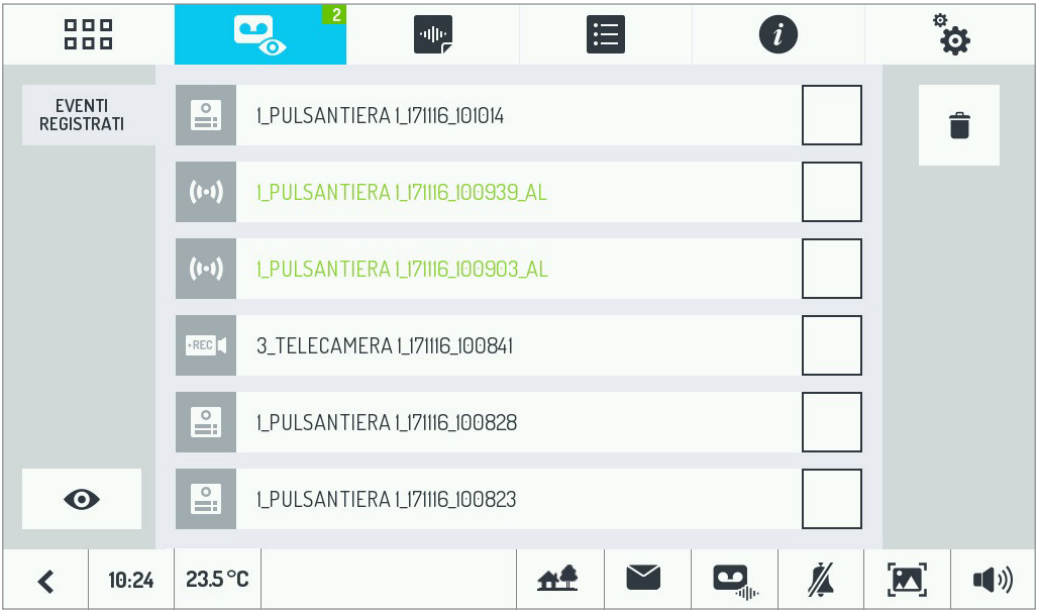 2
EVENTI
REGISTRATI
1_PULSANTIERA 1_171116_101014
1_PULSANTIERA 1_171116_100939_AL
1_PULSANTIERA 1_171116_100903_AL
•REC
3_TELECAMERA 1_171116_100841
1_PULSANTIERA 1_171116_100828
1_PULSANTIERA 1_171116_100823
10:24
23.5 °C